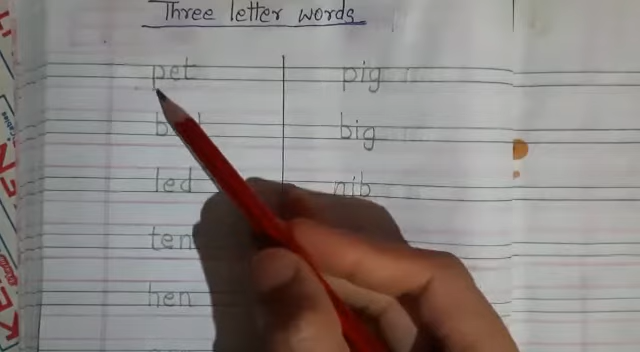 Three letter words
pet
pig
big
led
nib
ten
hen